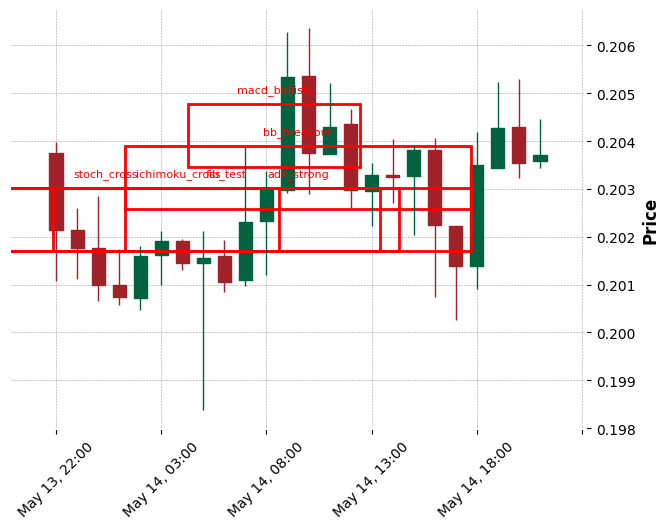 macd_bullish
bb_breakout
stoch_cross
ichimoku_cross
fib_test
adx_strong
0.206
0.205
0.204
0.203
0.202
0.201
0.200
0.199
0.198
Price
May 13, 22:00
May 14, 03:00
May 14, 08:00
May 14, 13:00
May 14, 18:00